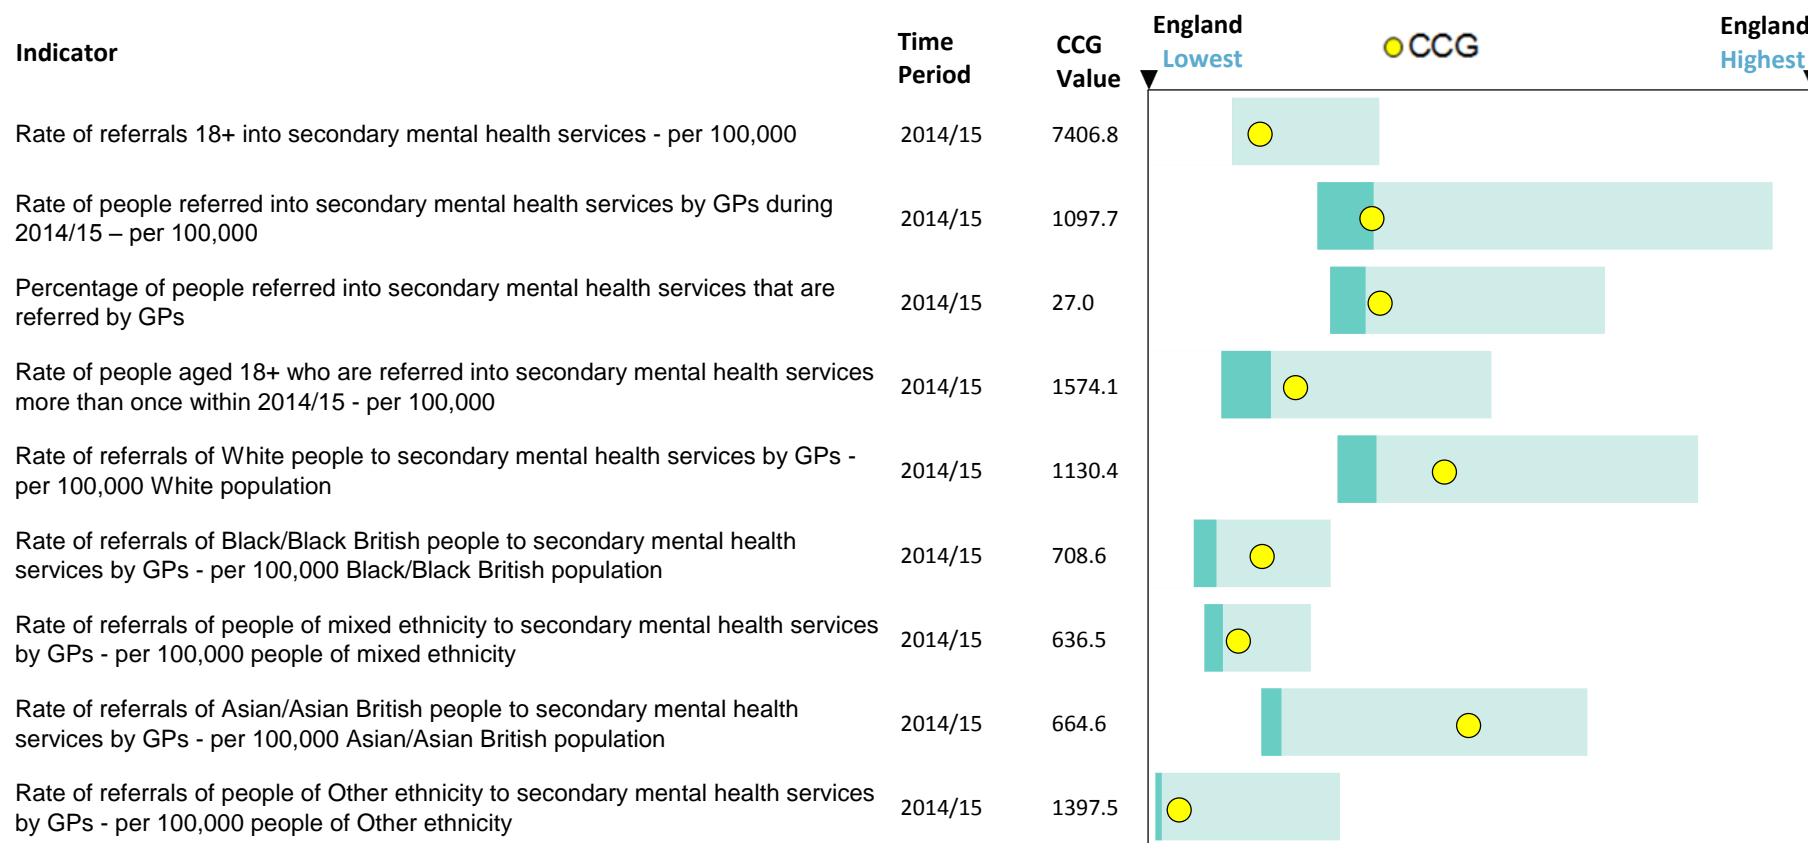 Indicator
Time
Period
CCG
Value
England
Lowest
CCG
England
Highest
Rate of referrals 18+ into secondary mental health services - per 100,000
2014/15
7406.8
Rate of people referred into secondary mental health services by GPs during
2014/15 – per 100,000
2014/15
1097.7
Percentage of people referred into secondary mental health services that are
referred by GPs
2014/15
27.0
Rate of people aged 18+ who are referred into secondary mental health services
more than once within 2014/15 - per 100,000
2014/15
1574.1
Rate of referrals of White people to secondary mental health services by GPs -
per 100,000 White population
2014/15
1130.4
Rate of referrals of Black/Black British people to secondary mental health
services by GPs - per 100,000 Black/Black British population
2014/15
708.6
Rate of referrals of people of mixed ethnicity to secondary mental health services
by GPs - per 100,000 people of mixed ethnicity
2014/15
636.5
Rate of referrals of Asian/Asian British people to secondary mental health
services by GPs - per 100,000 Asian/Asian British population
2014/15
664.6
Rate of referrals of people of Other ethnicity to secondary mental health services
by GPs - per 100,000 people of Other ethnicity
2014/15
1397.5